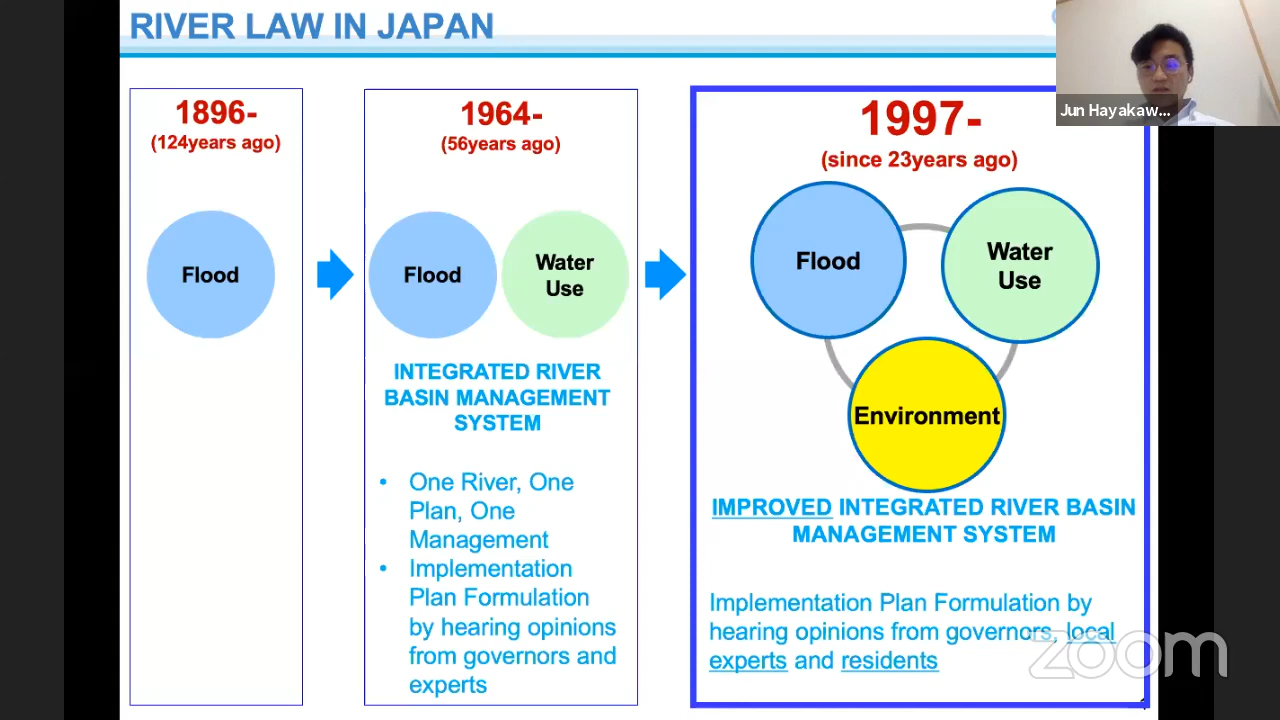 RIVER LAW IN JAPAN
Jun Hayakaw...
1896-
(124years ago)
Flood
1964-
(56years ago)
Flood
Water
Use
INTEGRATED RIVER
BASIN MANAGEMENT
SYSTEM
• One River, One
Plan, One
Management
• Implementation
Plan Formulation
by hearing opinions
from governors and
experts
1997-
(since 23years ago)
Flood
Water
Use
Environment
IMPROVED INTEGRATED RIVER BASIN
MANAGEMENT SYSTEM
Implementation Plan Formulation by
hearing opinions from governors, local
experts and residents
zoom